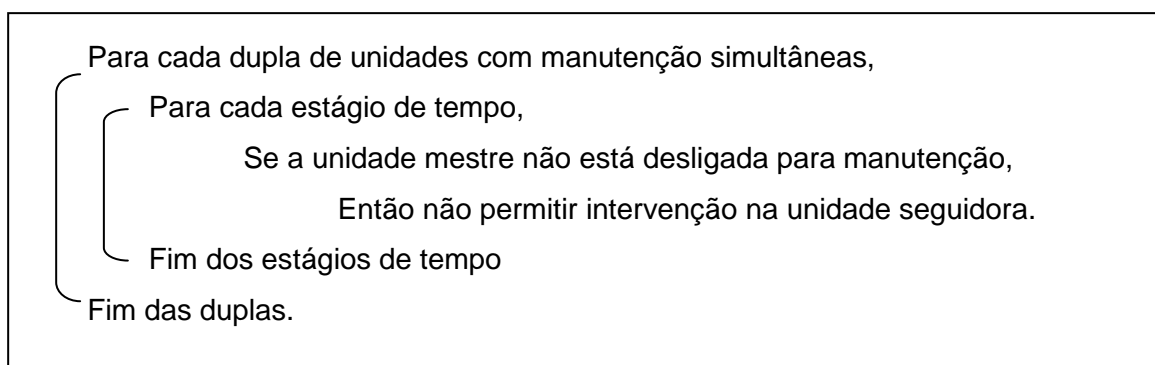 Para cada dupla de unidades com manutenção simultâneas,
Para cada estágio de tempo,
Se a unidade mestre não está desligada para manutenção,
Então não permitir intervenção na unidade seguidora.
Fim dos estágios de tempo
Fim das duplas.